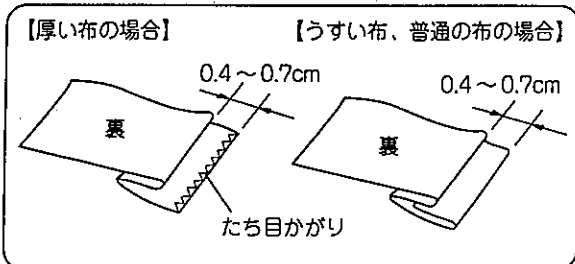 【厚い布の場合】
0.4～0.7cm
裏
たち目かがり
【うすい布、普通の布の場合】
0.4～0.7cm
裏